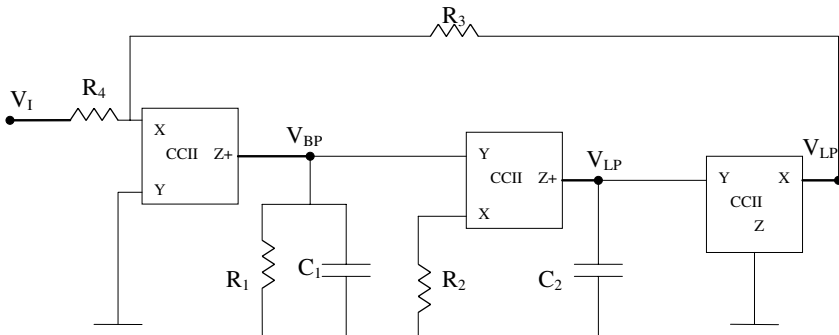 R3
VI
R4
X
CCII
Z+
Y
VBP
Y
CCII
Z+
X
VLP
Y
X
CCII
Z
VLP
R1
C1
R2
C2